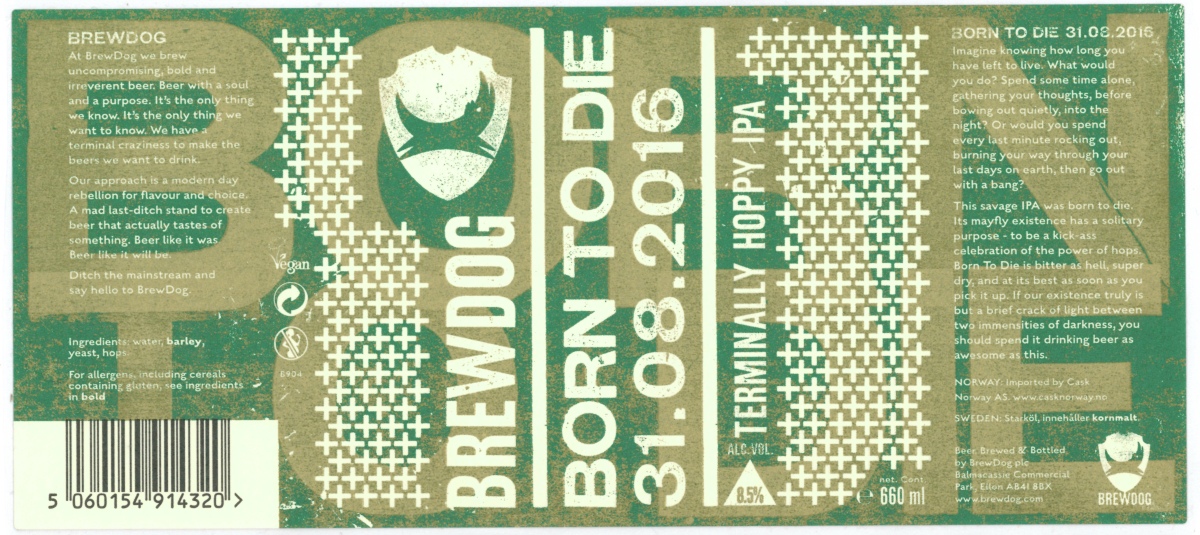 BREWDOG
At BrewDog we brew
uncompromising, bold and
irreverent beer. Beer with a soul
and a purpose. It's the only thing
we know. It's the only thing we
want to know. We have a
terminal craziness to make the
beers we want to drink.
Our approach is a modern day
rebellion for flavour and choice.
A mad last-ditch stand to create
beer that actually tastes of
something. Beer like it was.
Beer like it will be.
Ditch the mainstream and
say hello to BrewDog.
Ingredients: water, barley,
yeast, hops.
For allergens, including cereals
containing gluten, see ingredients
in bold
5 060154 914320 >
Vegan
8904
BREWDOG
BORN TO DIE
31.08.2016
TERMINALLY HOPPY IPA
ALC.VOL.
8.5%
net. Cont
e 660 ml
BORN TO DIE 31.08.2016
Imagine knowing how long you
have left to live. What would
you do? Spend some time alone,
gathering your thoughts, before
bowing out quietly, into the
night? Or would you spend
every last minute rocking out,
burning your way through your
last days on earth, then go out
with a bang?
This savage IPA was born to die.
Its mayfly existence has a solitary
purpose - to be a kick-ass
celebration of the power of hops.
Born To Die is bitter as hell, super
dry, and at its best as soon as you
pick it up. If our existence truly is
but a brief crack of light between
two immensities of darkness, you
should spend it drinking beer as
awesome as this.
NORWAY: Imported by Cask
Norway AS. www.casknorway.no
SWEDEN: Starköl, innehåller kornmalt.
Beer Brewed & Bottled
by BrewDog plc
Balmacassie Commercial
Park, Ellon AB41 8BX
www.brewdog.com
BREWDOG